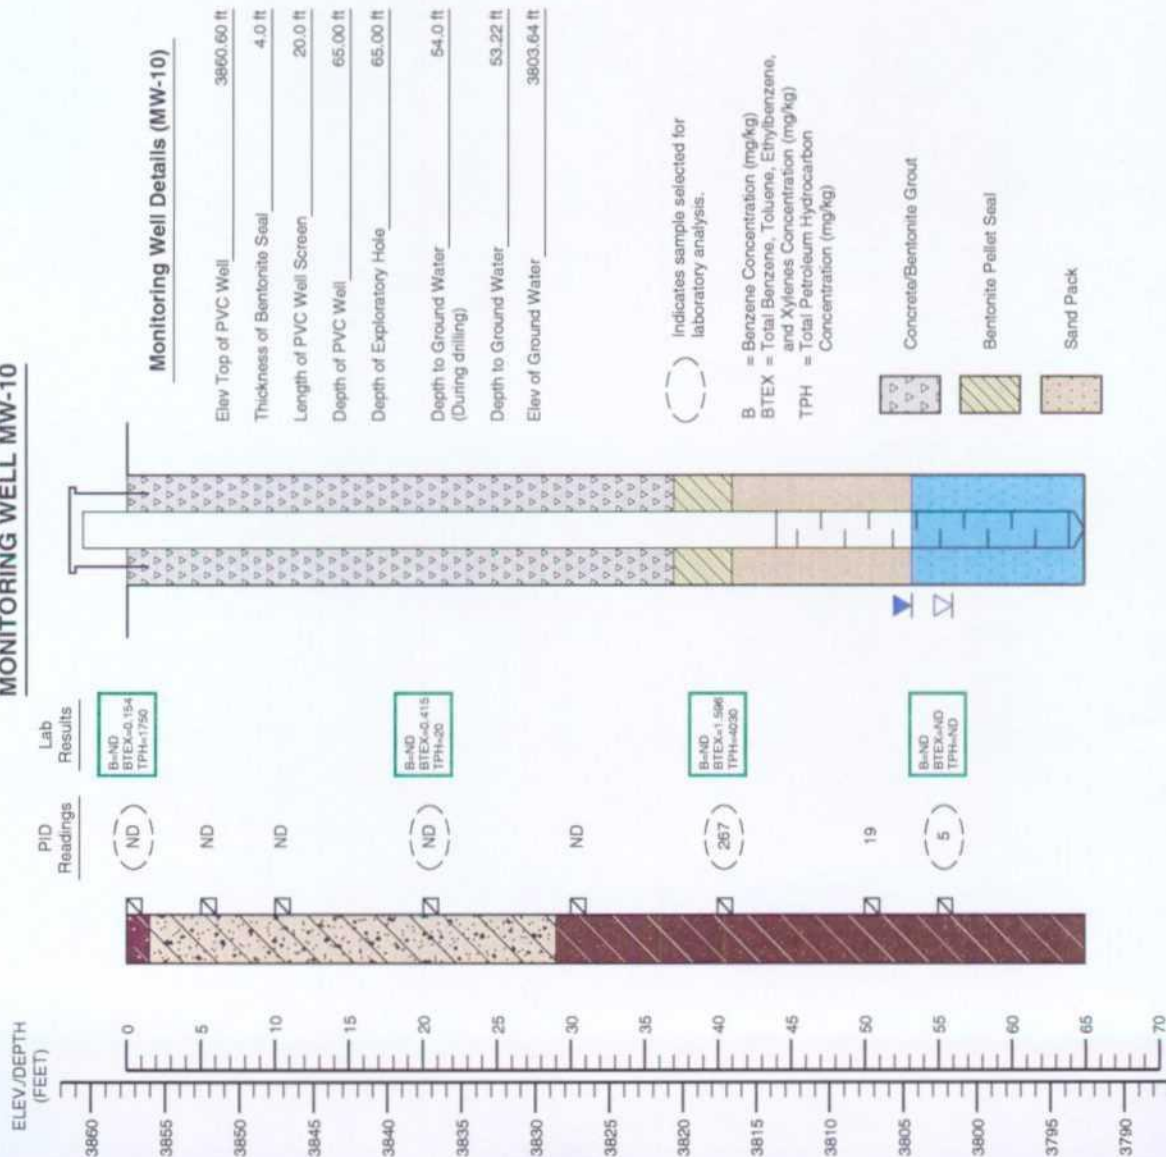 MONITORING WELL MW-10
ELEV./DEPTH
(FEET)
PID
Readings
Lab
Results
3860
3855
3850
3845
3840
3835
3830
3825
3820
3815
3810
3805
3800
3795
3790
0
5
10
15
20
25
30
35
40
45
50
55
60
65
70
ND
ND
ND
ND
ND
267
19
5
B=ND
BTEX=0.154
TPH=1750
B=ND
BTEX=0.415
TPH=20
B=ND
BTEX=1.596
TPH=4030
B=ND
BTEX=ND
TPH=ND
Monitoring Well Details (MW-10)
Elev Top of PVC Well 3860.60 ft
Thickness of Bentonite Seal 4.0 ft
Length of PVC Well Screen 20.0 ft
Depth of PVC Well 65.00 ft
Depth of Exploratory Hole 65.00 ft
Depth to Ground Water 54.0 ft
(During drilling)
Depth to Ground Water 53.22 ft
Elev of Ground Water 3803.64 ft
Indicates sample selected for
laboratory analysis.
B = Benzene Concentration (mg/kg)
BTEX = Total Benzene, Toluene, Ethylbenzene,
and Xylenes Concentration (mg/kg)
TPH = Total Petroleum Hydrocarbon
Concentration (mg/kg)
Concrete/Bentonite Grout
Bentonite Pellet Seal
Sand Pack